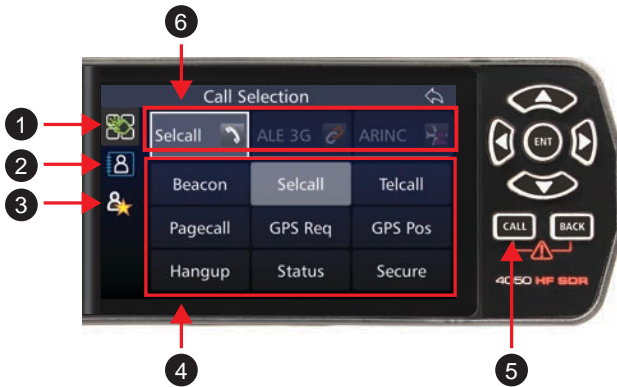 6
Call Selection
1
Selcall ALE 3G ARINC
2
3
Beacon Selcall Telcall
Pagecall GPS Req GPS Pos
Hangup Status Secure
ENT
CALL BACK
4050 HF SDR
4
5